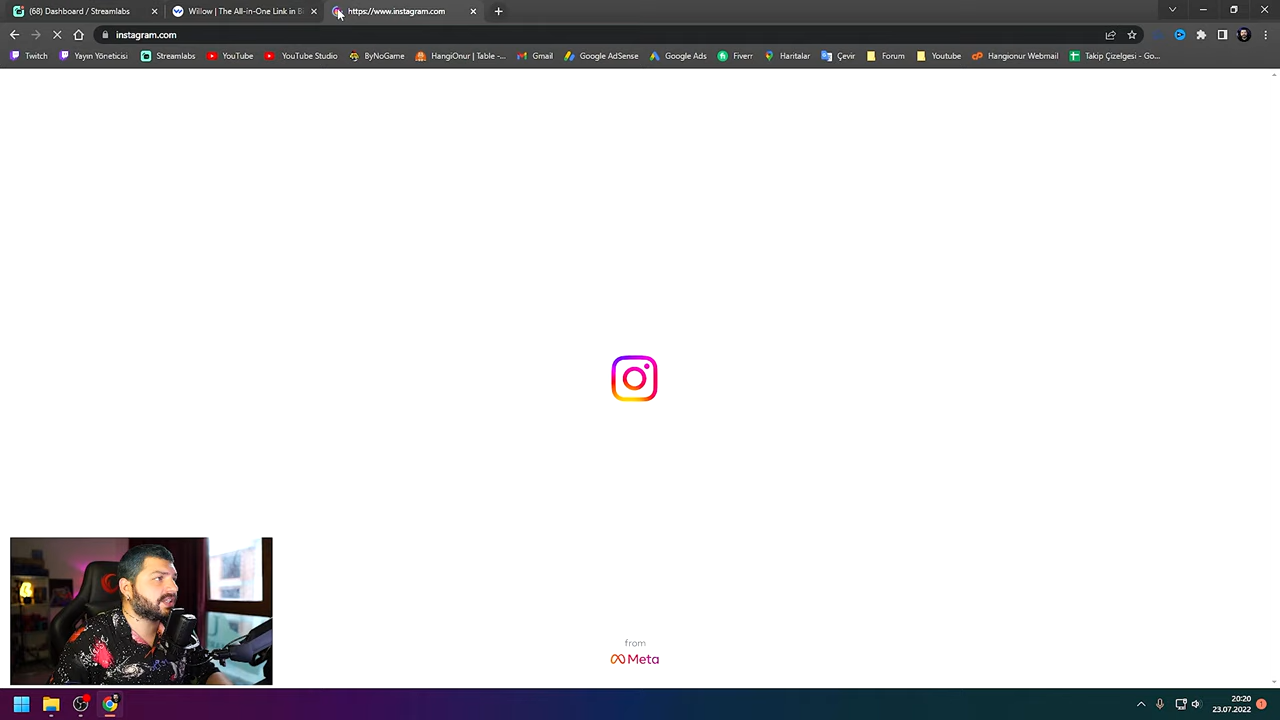 (68) Dashboard / Streamlabs
Willow | The All-in-One Link in B
https://www.instagram.com
instagram.com
Twitch
Yayın Yöneticisi
Streamlabs
YouTube
YouTube Studio
ByNoGame
HangiOnur | Table -...
Gmail
Google AdSense
Google Ads
Fiverr
Haritalar
Çevir
Forum
Youtube
Hangionur Webmail
Takip Çizelgesi - Go...
from
Meta
20:20
23.07.2022
1